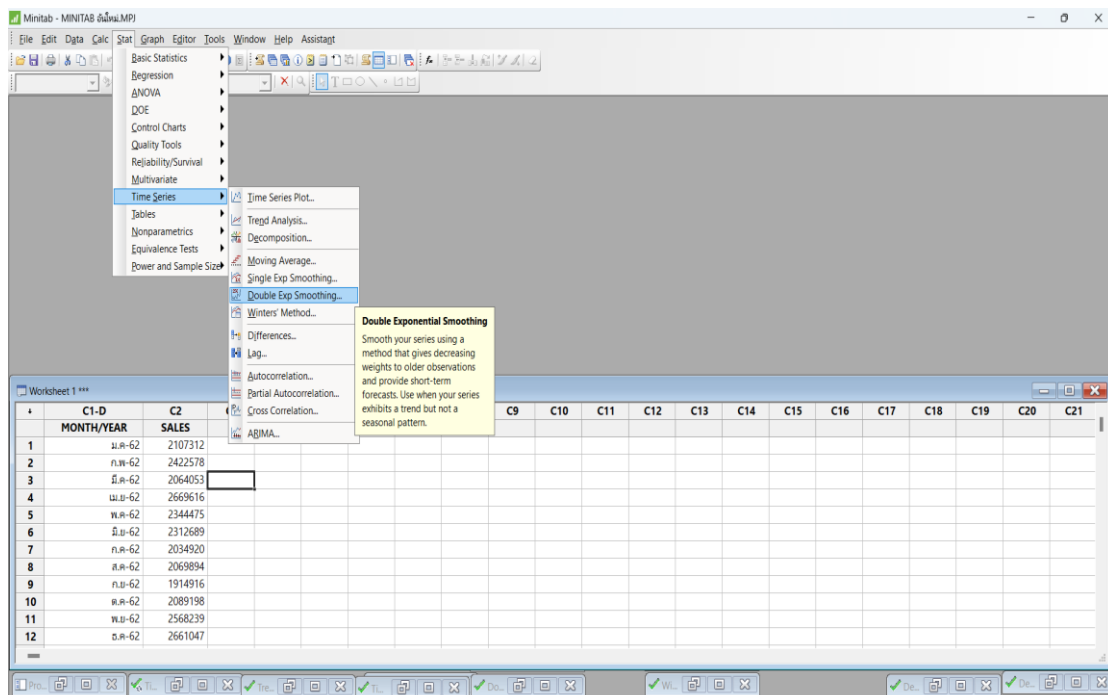 Minitab - MINITAB อันใหม่.MPJ
File Edit Data Calc Stat Graph Editor Tools Window Help Assistant
Basic Statistics
Regression
ANOVA
DOE
Control Charts
Quality Tools
Reliability/Survival
Multivariate
Time Series
Tables
Nonparametrics
Equivalence Tests
Power and Sample Size
Time Series Plot...
Trend Analysis...
Decomposition...
Moving Average...
Single Exp Smoothing...
Double Exp Smoothing...
Winters' Method...
Differences...
Lag...
Autocorrelation...
Partial Autocorrelation...
Cross Correlation...
ARIMA...
Double Exponential Smoothing
Smooth your series using a
method that gives decreasing
weights to older observations
and provide short-term
forecasts. Use when your series
exhibits a trend but not a
seasonal pattern.
Worksheet 1 ***
C1-D C2 C9 C10 C11 C12 C13 C14 C15 C16 C17 C18 C19 C20 C21
MONTH/YEAR SALES
1 ม.ค-62 2107312
2 ก.พ-62 2422578
3 มี.ค-62 2064053
4 เม.ย-62 2669616
5 พ.ค-62 2344475
6 มิ.ย-62 2312689
7 ก.ค-62 2034920
8 ส.ค-62 2069894
9 ก.ย-62 1914916
10 ต.ค-62 2089198
11 พ.ย-62 2568239
12 ธ.ค-62 2661047
Pro... Ti... Tre... Ti... Do... Wi... De... De...